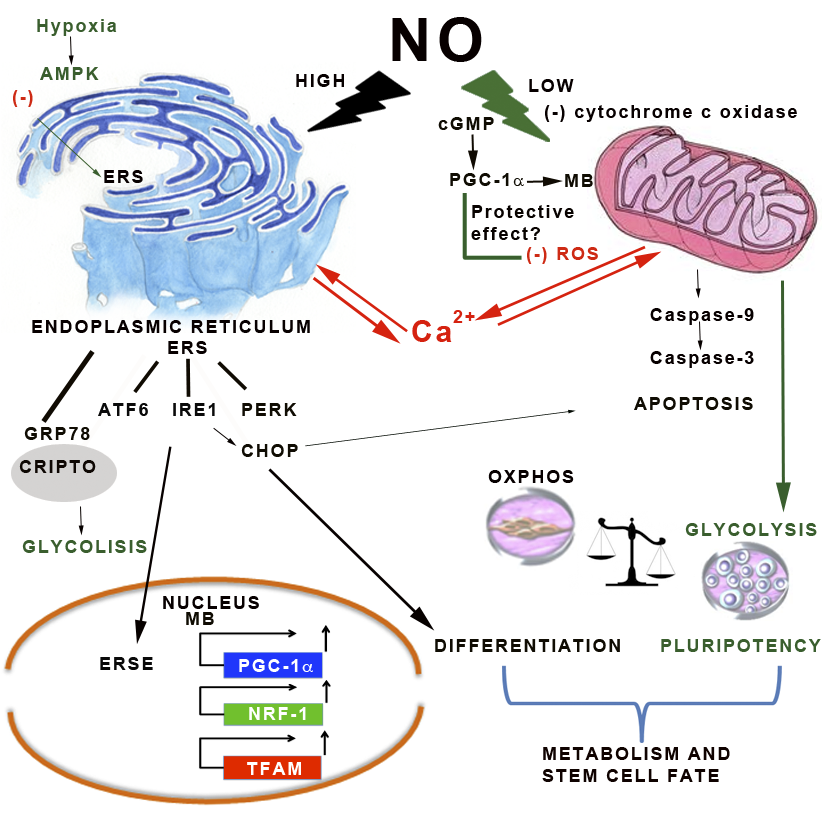 Hypoxia
AMPK
(-)
ERS
NO
HIGH
LOW
(-) cytochrome c oxidase
cGMP
PGC-1α
MB
Protective
effect?
(-) ROS
Ca2+
ENDOPLASMIC RETICULUM
ERS
ATF6
IRE1
PERK
GRP78
CRIPTO
CHOP
GLYCOLISIS
Caspase-9
Caspase-3
APOPTOSIS
OXPHOS
GLYCOLYSIS
NUCLEUS
MB
ERSE
PGC-1α
NRF-1
TFAM
DIFFERENTIATION
PLURIPOTENCY
METABOLISM AND
STEM CELL FATE